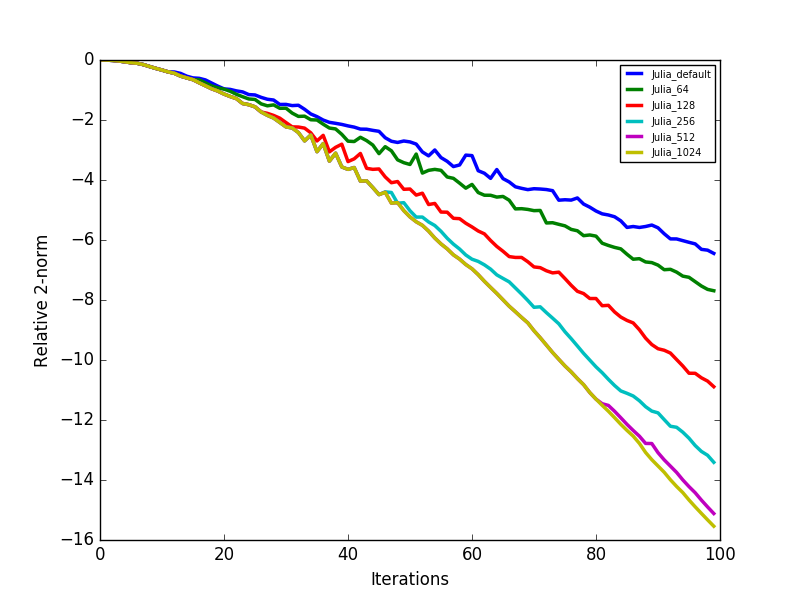 0
−2
−4
−6
−8
−10
−12
−14
−16
Relative 2-norm
Julia_default
Julia_64
Julia_128
Julia_256
Julia_512
Julia_1024
0 20 40 60 80 100
Iterations